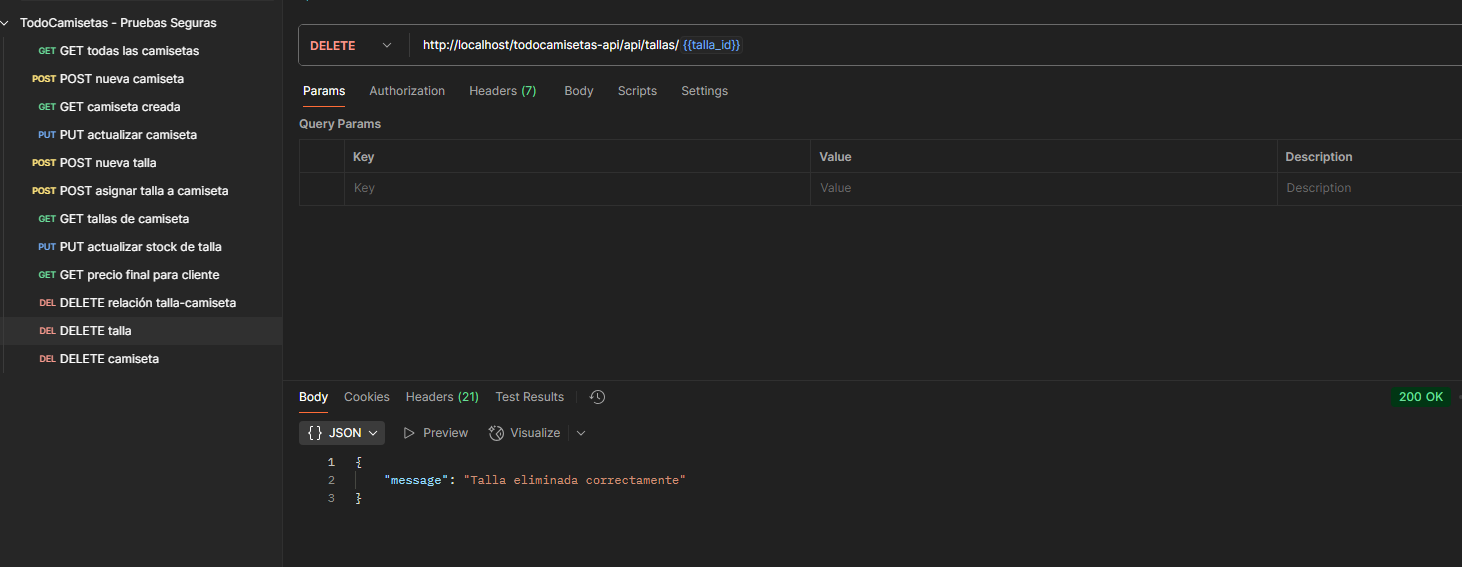 TodoCamisetas - Pruebas Seguras
GET GET todas las camisetas
POST POST nueva camiseta
GET GET camiseta creada
PUT PUT actualizar camiseta
POST POST nueva talla
POST POST asignar talla a camiseta
GET GET tallas de camiseta
PUT PUT actualizar stock de talla
GET GET precio final para cliente
DEL DELETE relación talla-camiseta
DEL DELETE talla
DEL DELETE camiseta
DELETE http://localhost/todocamisetas-api/api/tallas/ {{talla_id}}
Params Authorization Headers (7) Body Scripts Settings
Query Params
Key Value Description
Key Value Description
Body Cookies Headers (21) Test Results 200 OK
{} JSON Preview Visualize
1 {
2 "message": "Talla eliminada correctamente"
3 }